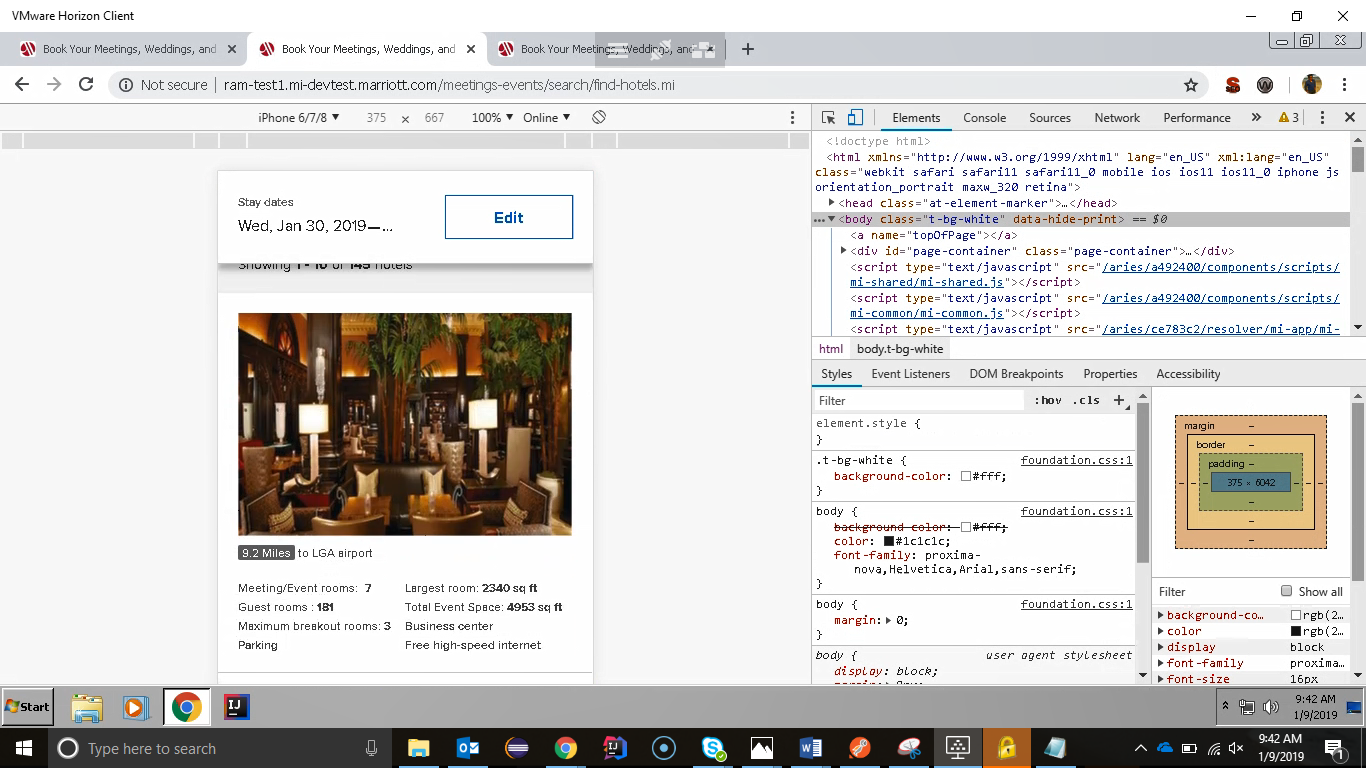 VMware Horizon Client
Book Your Meetings, Weddings, and
Book Your Meetings, Weddings, and
Book Your Meetings, Weddings, and
Not secure | ram-test1.mi-devtest.marriott.com/meetings-events/search/find-hotels.mi
iPhone 6/7/8 ▼ 375 × 667 100% ▼ Online ▼
Stay dates
Wed, Jan 30, 2019—...
Edit
Showing 1 - 10 of 145 hotels
9.2 Miles to LGA airport
Meeting/Event rooms: 7
Largest room: 2340 sq ft
Guest rooms : 181
Total Event Space: 4953 sq ft
Maximum breakout rooms: 3
Business center
Parking
Free high-speed internet
Elements Console Sources Network Performance » 3
<!doctype html>
<html xmlns="http://www.w3.org/1999/xhtml" lang="en_US" xml:lang="en_US"
class="webkit safari safari11 safari11_0 mobile ios ios11 ios11_0 iphone js
orientation_portrait maxw_320 retina">
▶<head class="at-element-marker">…</head>
…▼<body class="t-bg-white" data-hide-print> == $0
<a name="topOfPage"></a>
▶<div id="page-container" class="page-container">…</div>
<script type="text/javascript" src="/aries/a492400/components/scripts/
mi-shared/mi-shared.js"></script>
<script type="text/javascript" src="/aries/a492400/components/scripts/
mi-common/mi-common.js"></script>
<script type="text/javascript" src="/aries/ce783c2/resolver/mi-app/mi-
html body.t-bg-white
Styles Event Listeners DOM Breakpoints Properties Accessibility
Filter :hov .cls +
element.style {
}
.t-bg-white { foundation.css:1
background-color: #fff;
}
body { foundation.css:1
background-color: #fff;
color: #1c1c1c;
font-family: proxima-
nova,Helvetica,Arial,sans-serif;
}
body { foundation.css:1
margin:▶ 0;
}
body { user agent stylesheet
display: block;
margin –
border –
padding –
375 × 6042
Filter Show all
▶ background-co… rgb(2…
▶ color rgb(2…
▶ display block
▶ font-family proxima…
▶ font-size 16px
Start
9:42 AM
1/9/2019
Type here to search
9:42 AM
1/9/2019
1